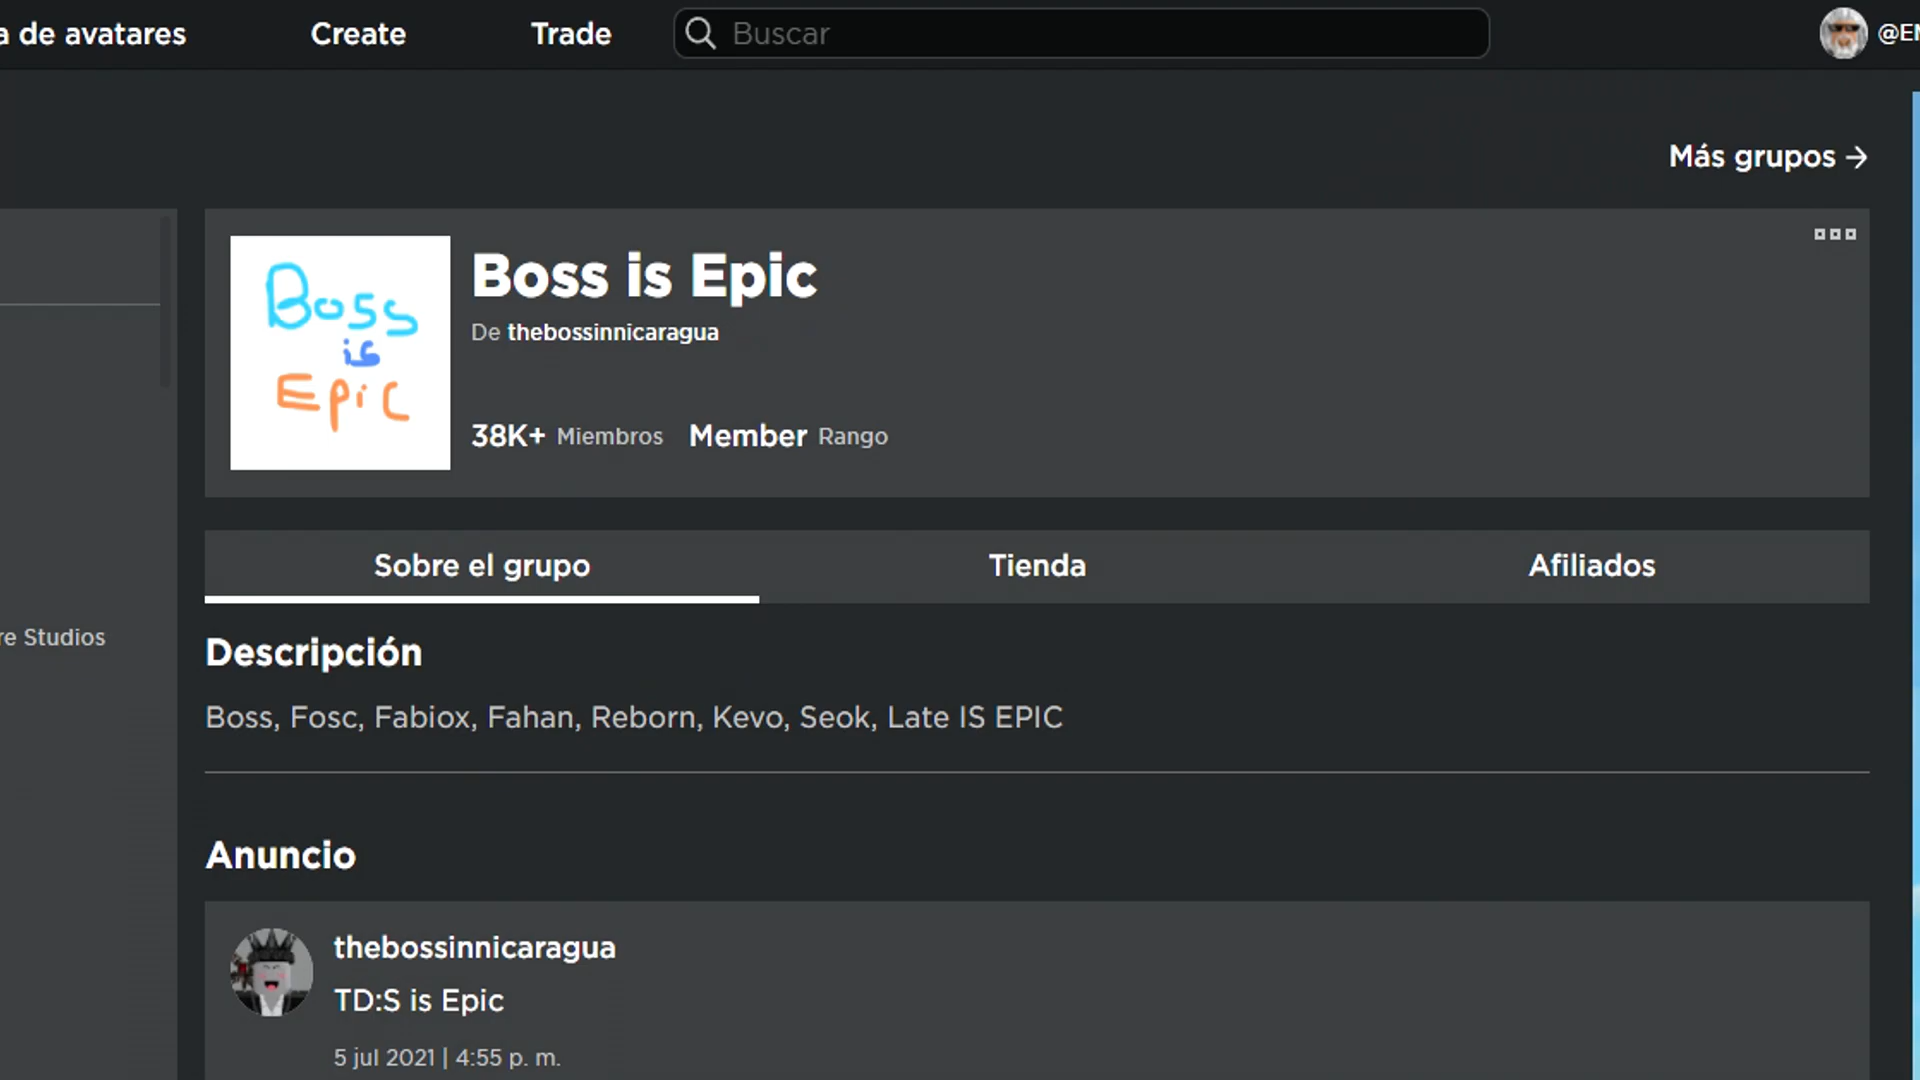 a de avatares Create Trade Buscar @EM
Más grupos
Boss
is
Epic
Boss is Epic
De thebossinnicaragua
38K+ Miembros Member Rango
Sobre el grupo Tienda Afiliados
re Studios
Descripción
Boss, Fosc, Fabiox, Fahan, Reborn, Kevo, Seok, Late IS EPIC
Anuncio
thebossinnicaragua
TD:S is Epic
5 jul 2021 | 4:55 p. m.